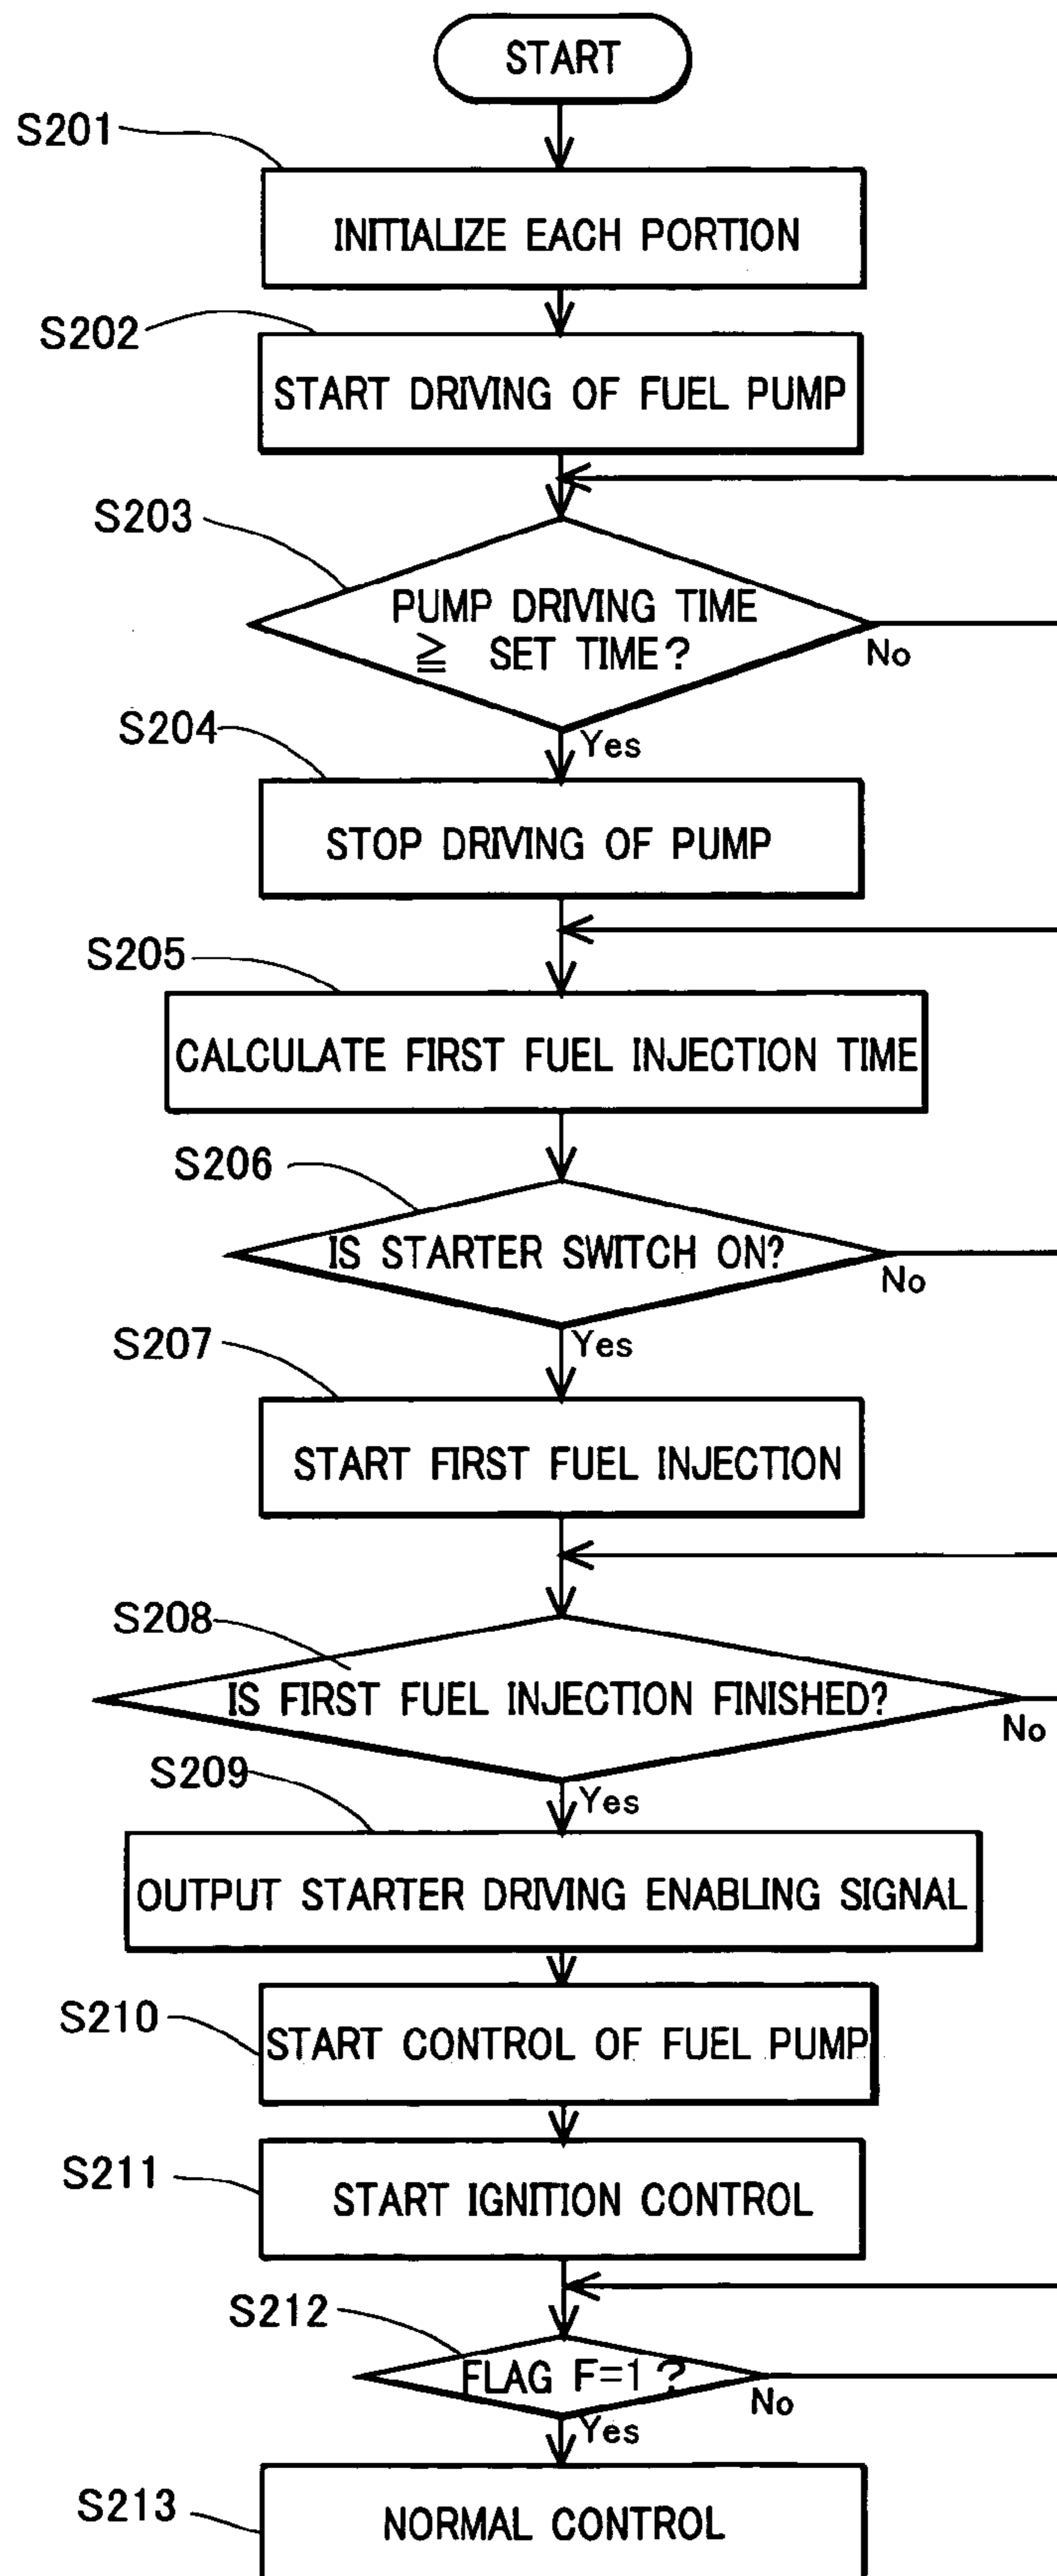 START
S201
INITIALIZE EACH PORTION
S202
START DRIVING OF FUEL PUMP
S203
PUMP DRIVING TIME
≧ SET TIME?
No
S204
Yes
STOP DRIVING OF PUMP
S205
CALCULATE FIRST FUEL INJECTION TIME
S206
IS STARTER SWITCH ON?
No
S207
Yes
START FIRST FUEL INJECTION
S208
IS FIRST FUEL INJECTION FINISHED?
No
S209
Yes
OUTPUT STARTER DRIVING ENABLING SIGNAL
S210
START CONTROL OF FUEL PUMP
S211
START IGNITION CONTROL
S212
FLAG F=1?
No
Yes
S213
NORMAL CONTROL